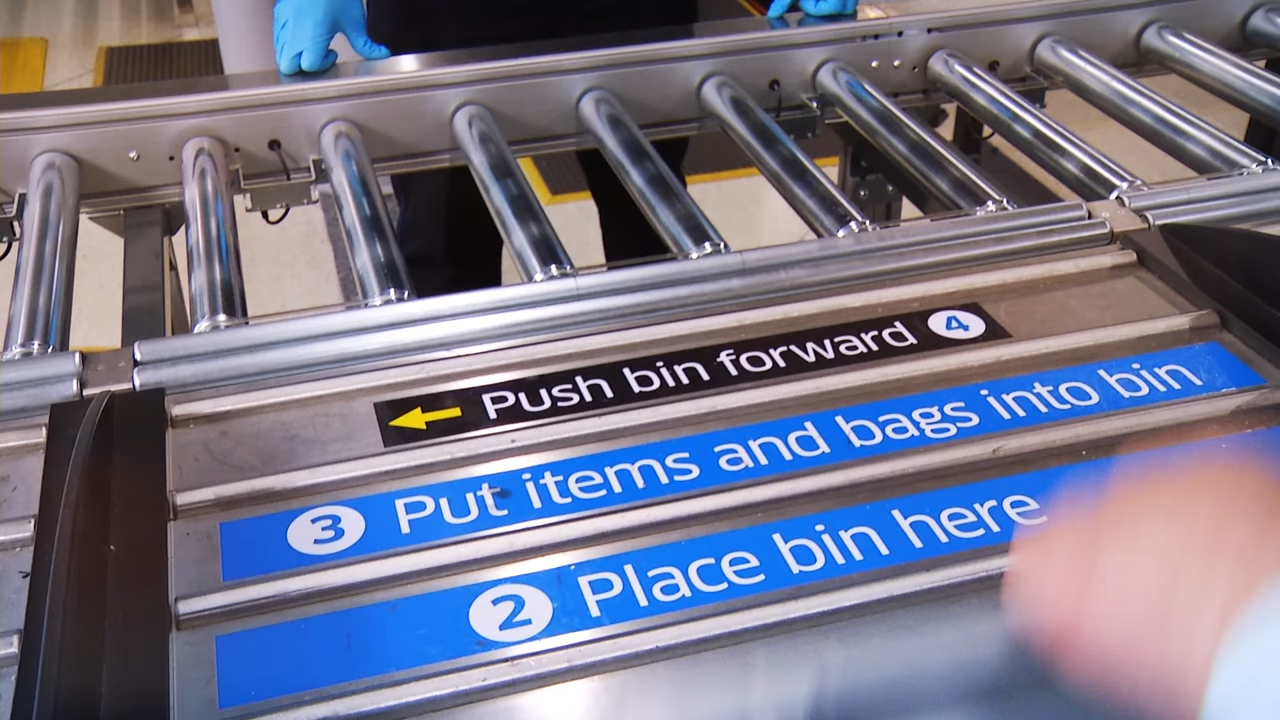 Push bin forward 4
3 Put items and bags into bin
2 Place bin here